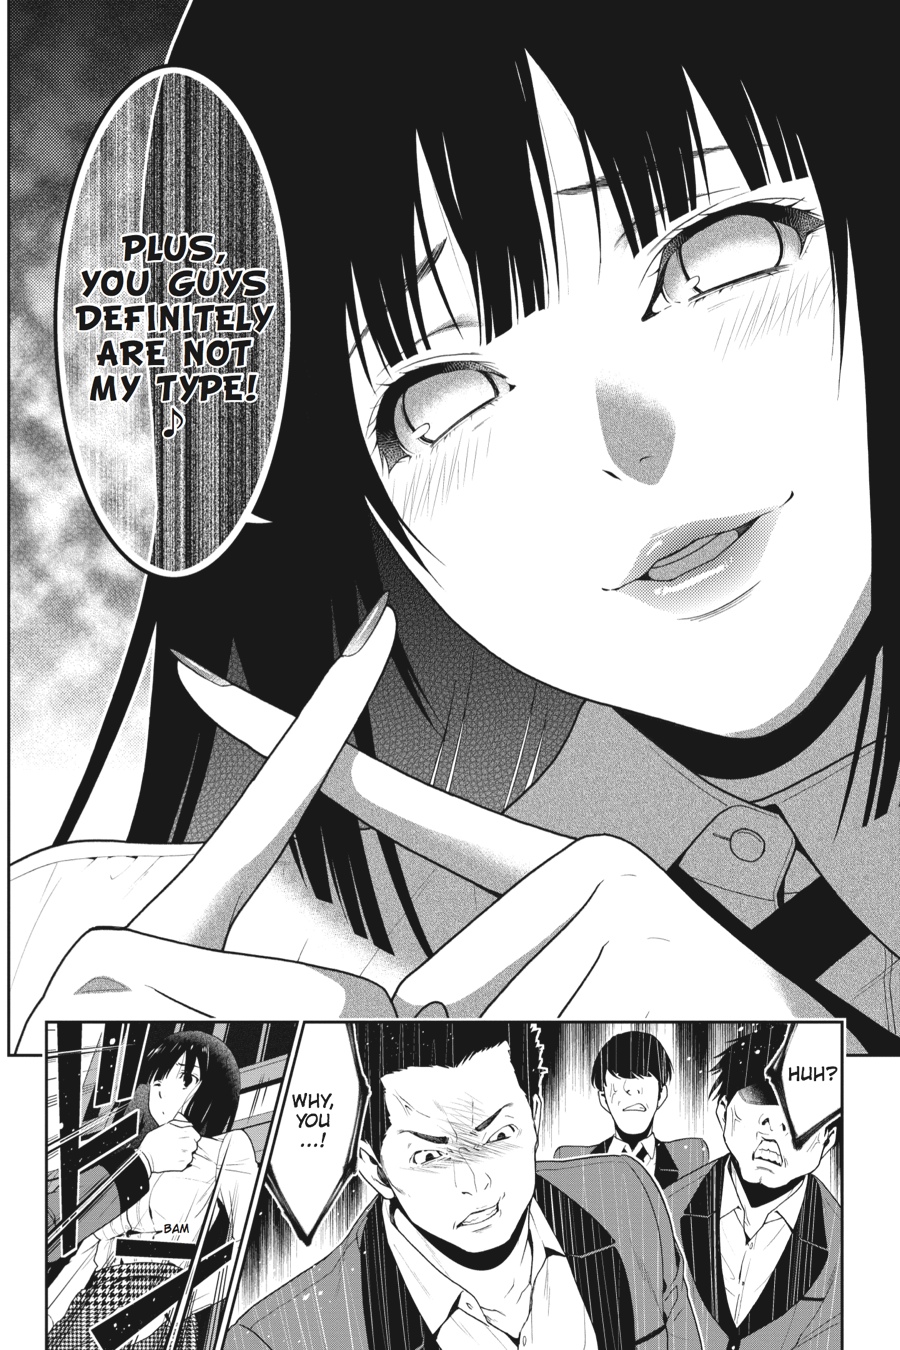 PLUS,
YOU GUYS
DEFINITELY
ARE NOT
MY TYPE!
♪
HUH?
WHY,
YOU
...!
BAM